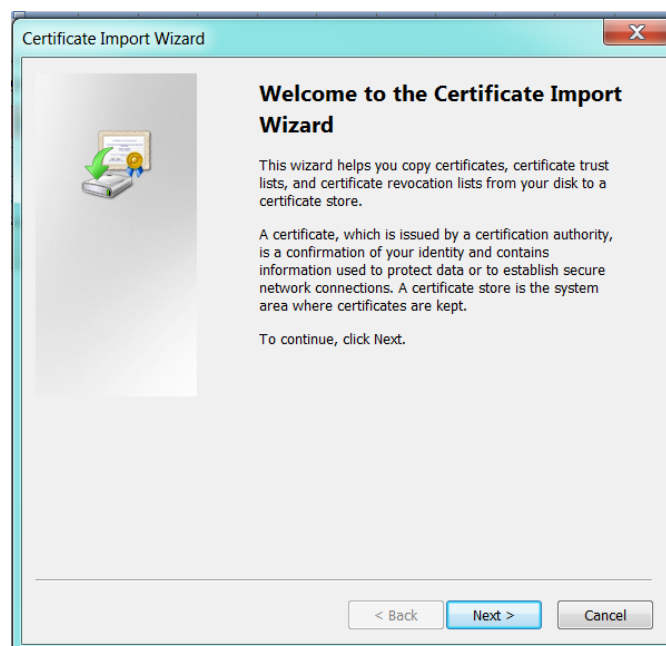 Certificate Import Wizard
X
Welcome to the Certificate Import
Wizard
This wizard helps you copy certificates, certificate trust
lists, and certificate revocation lists from your disk to a
certificate store.
A certificate, which is issued by a certification authority,
is a confirmation of your identity and contains
information used to protect data or to establish secure
network connections. A certificate store is the system
area where certificates are kept.
To continue, click Next.
< Back Next > Cancel